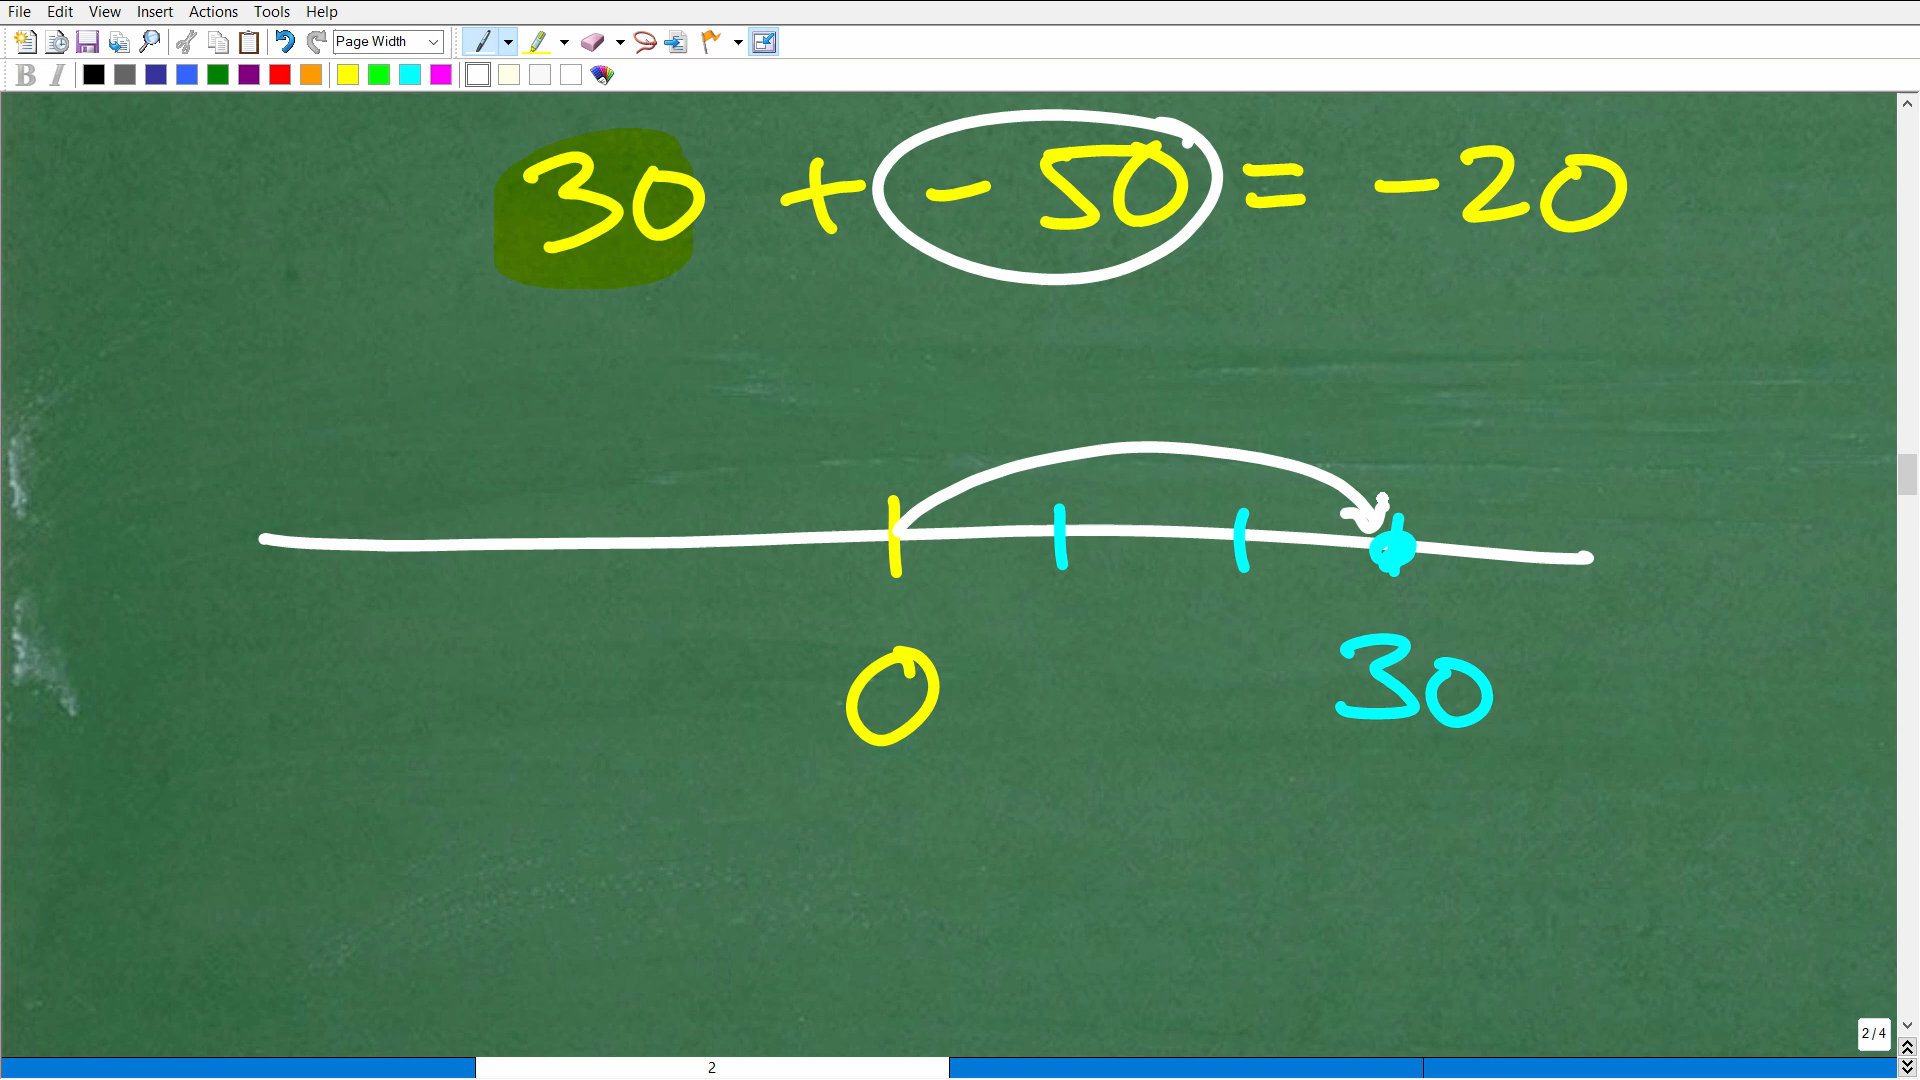 File Edit View Insert Actions Tools Help
Page Width
B I
30 + - 50 = - 20
0 30
2 / 4
2